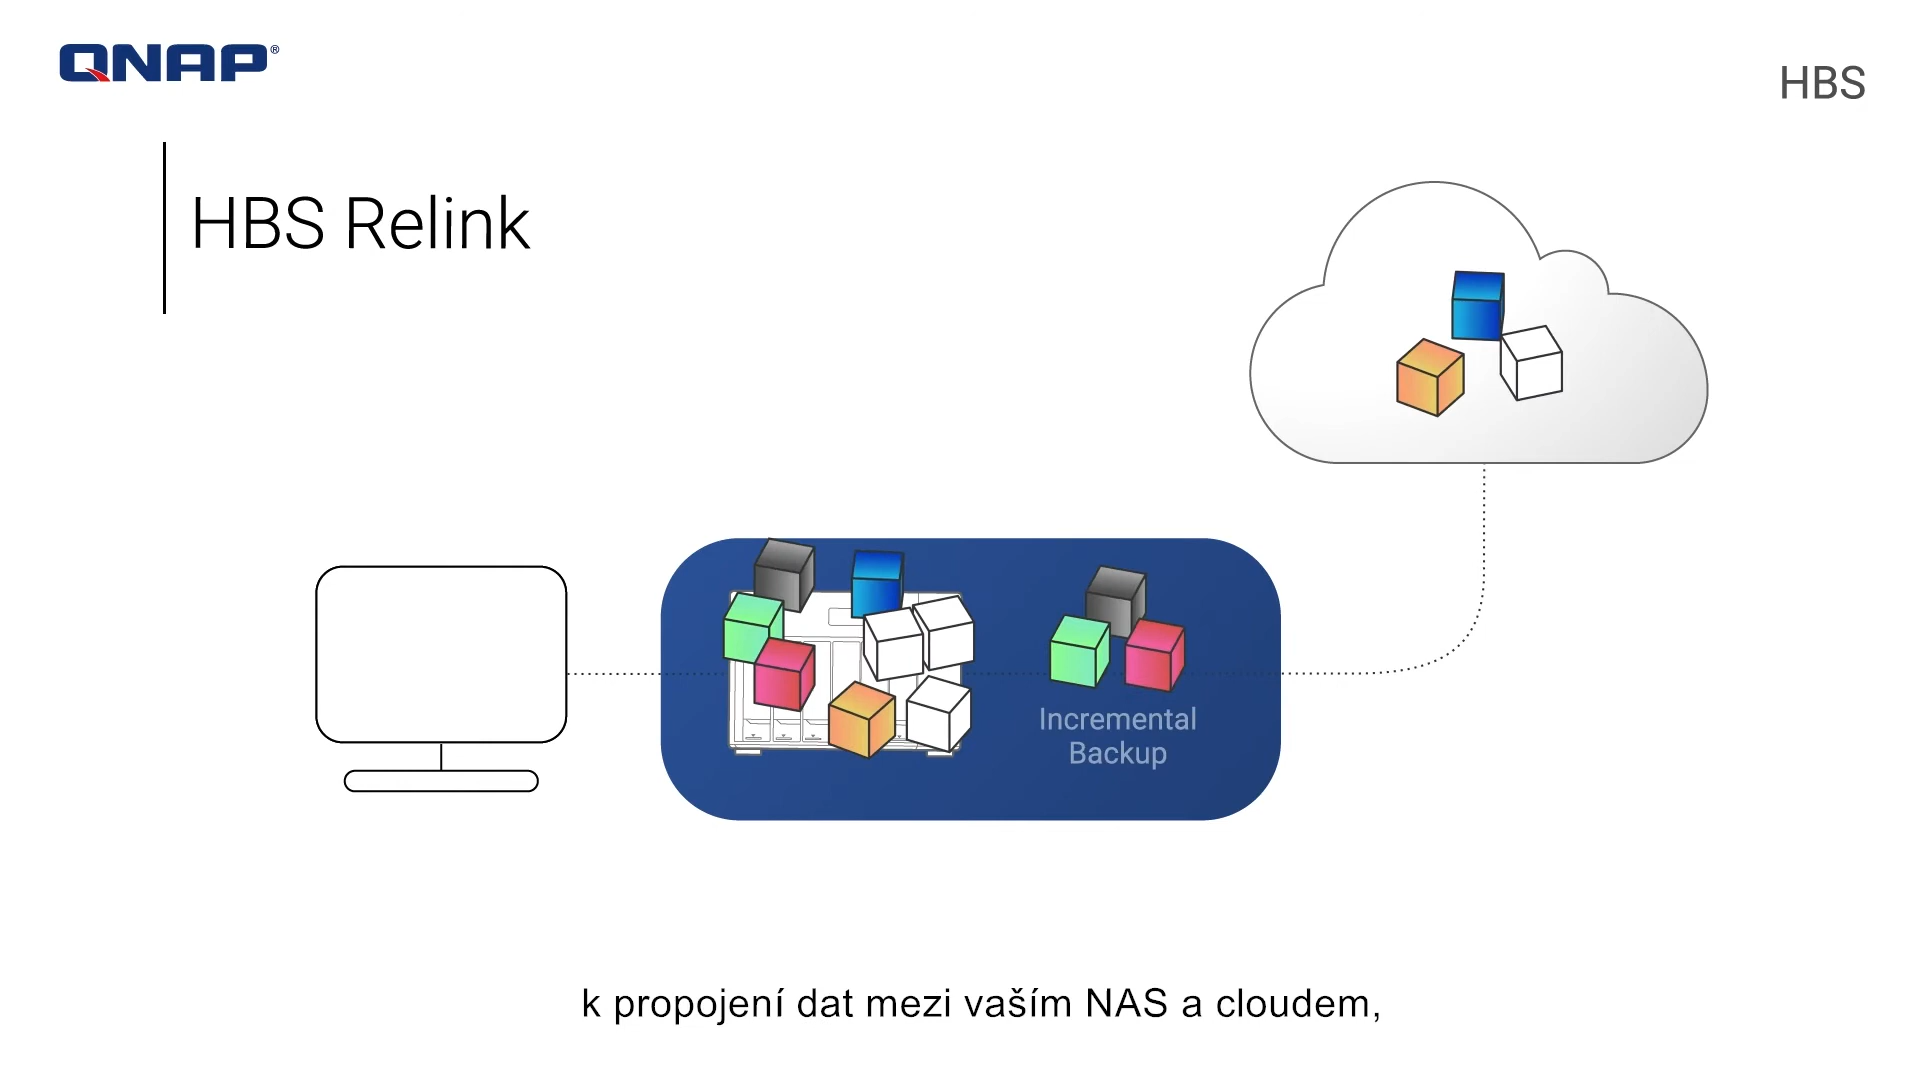 QNAP®
HBS
HBS Relink
Incremental
Backup
k propojení dat mezi vaším NAS a cloudem,